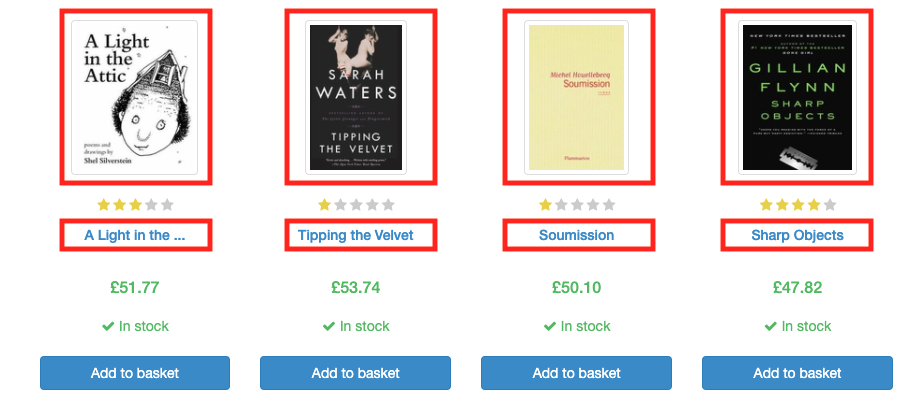 A Light
in the
Attic
poems and
drawings by
Shel Silverstein
SARAH
WATERS
TIPPING
THE VELVET
Michel Houellebecq
Soumission
Flammarion
NEW YORK TIMES BESTSELLER
GILLIAN
FLYNN
SHARP
OBJECTS
A Light in the ...
Tipping the Velvet
Soumission
Sharp Objects
£51.77
£53.74
£50.10
£47.82
In stock
In stock
In stock
In stock
Add to basket
Add to basket
Add to basket
Add to basket